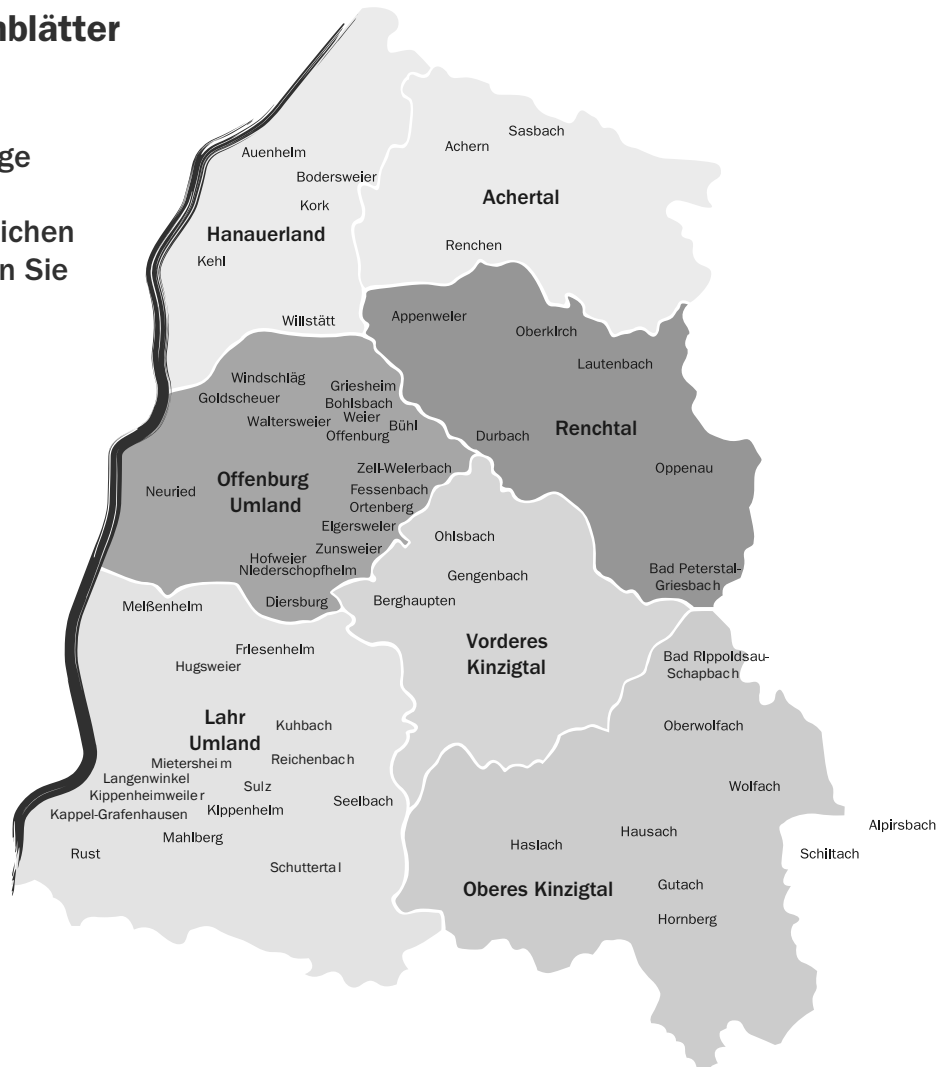 nblätter
ge
ichen
n Sie
Auenheim
Bodersweier
Kork
Hanauerland
Kehl
Willstätt
Sasbach
Achern
Achertal
Renchen
Appenweier
Oberkirch
Lautenbach
Durbach
Renchtal
Oppenau
Bad Peterstal-
Griesbach
Windschläg
Goldscheuer
Griesheim
Bohlsbach
Waltersweier
Weier
Bühl
Offenburg
Zell-Weierbach
Neuried
Offenburg
Umland
Fessenbach
Ortenberg
Elgersweier
Zunsweier
Hofweier
Niederschopfheim
Diersburg
Ohlsbach
Gengenbach
Berghaupten
Vorderes
Kinzigtal
Meißenheim
Friesenheim
Hugsweier
Lahr
Umland
Kuhbach
Mietersheim
Reichenbach
Langenwinkel
Kippenheimweiler
Sulz
Seelbach
Kappel-Grafenhausen
Kippenheim
Mahlberg
Rust
Schuttertal
Bad Rippoldsau-
Schapbach
Oberwolfach
Wolfach
Alpirsbach
Hausach
Haslach
Schiltach
Oberes Kinzigtal
Gutach
Hornberg